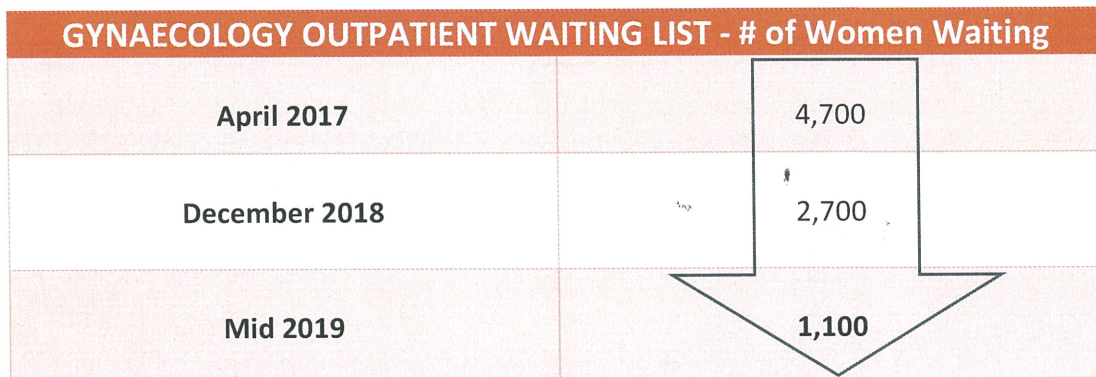 GYNAECOLOGY OUTPATIENT WAITING LIST - # of Women Waiting
April 2017 4,700
December 2018 2,700
Mid 2019 1,100